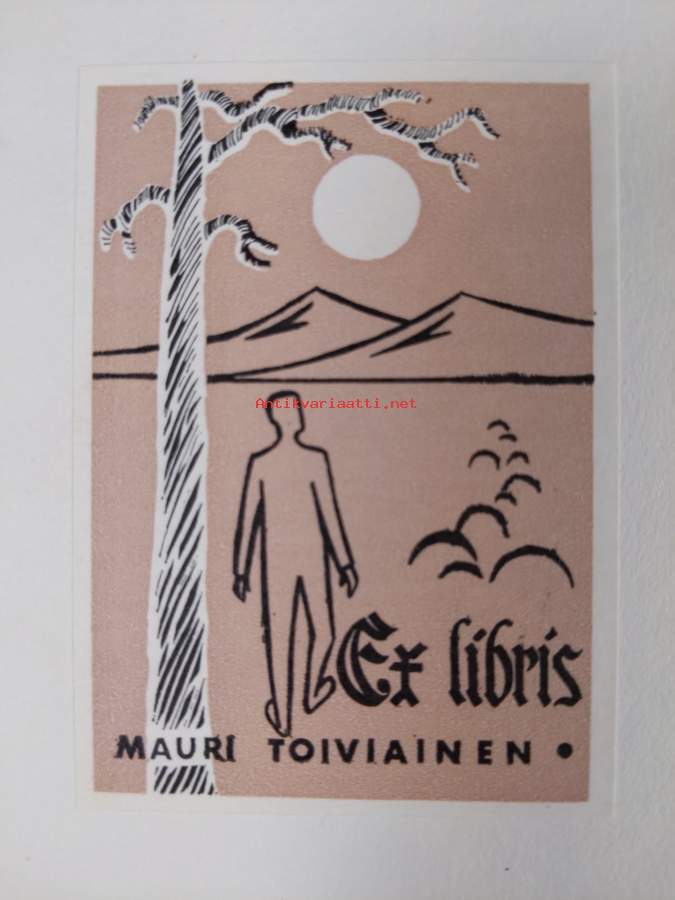 Antikvariaatti.net
Ex libris
MAURI TOIVIAINEN •